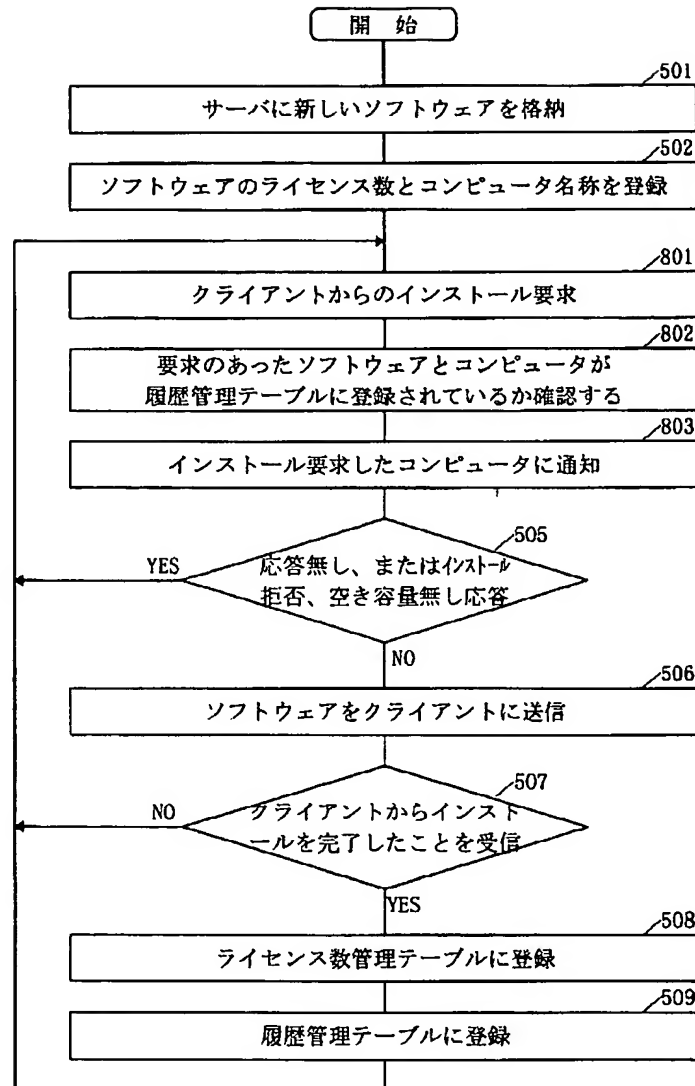 開 始
501
サーバに新しいソフトウェアを格納
502
ソフトウェアのライセンス数とコンピュータ名称を登録
801
クライアントからのインストール要求
802
要求のあったソフトウェアとコンピュータが
履歴管理テーブルに登録されているか確認する
803
インストール要求したコンピュータに通知
505
YES
応答無し、またはインストール
拒否、空き容量無し応答
NO
506
ソフトウェアをクライアントに送信
507
NO
クライアントからインスト
ールを完了したことを受信
YES
508
ライセンス数管理テーブルに登録
509
履歴管理テーブルに登録